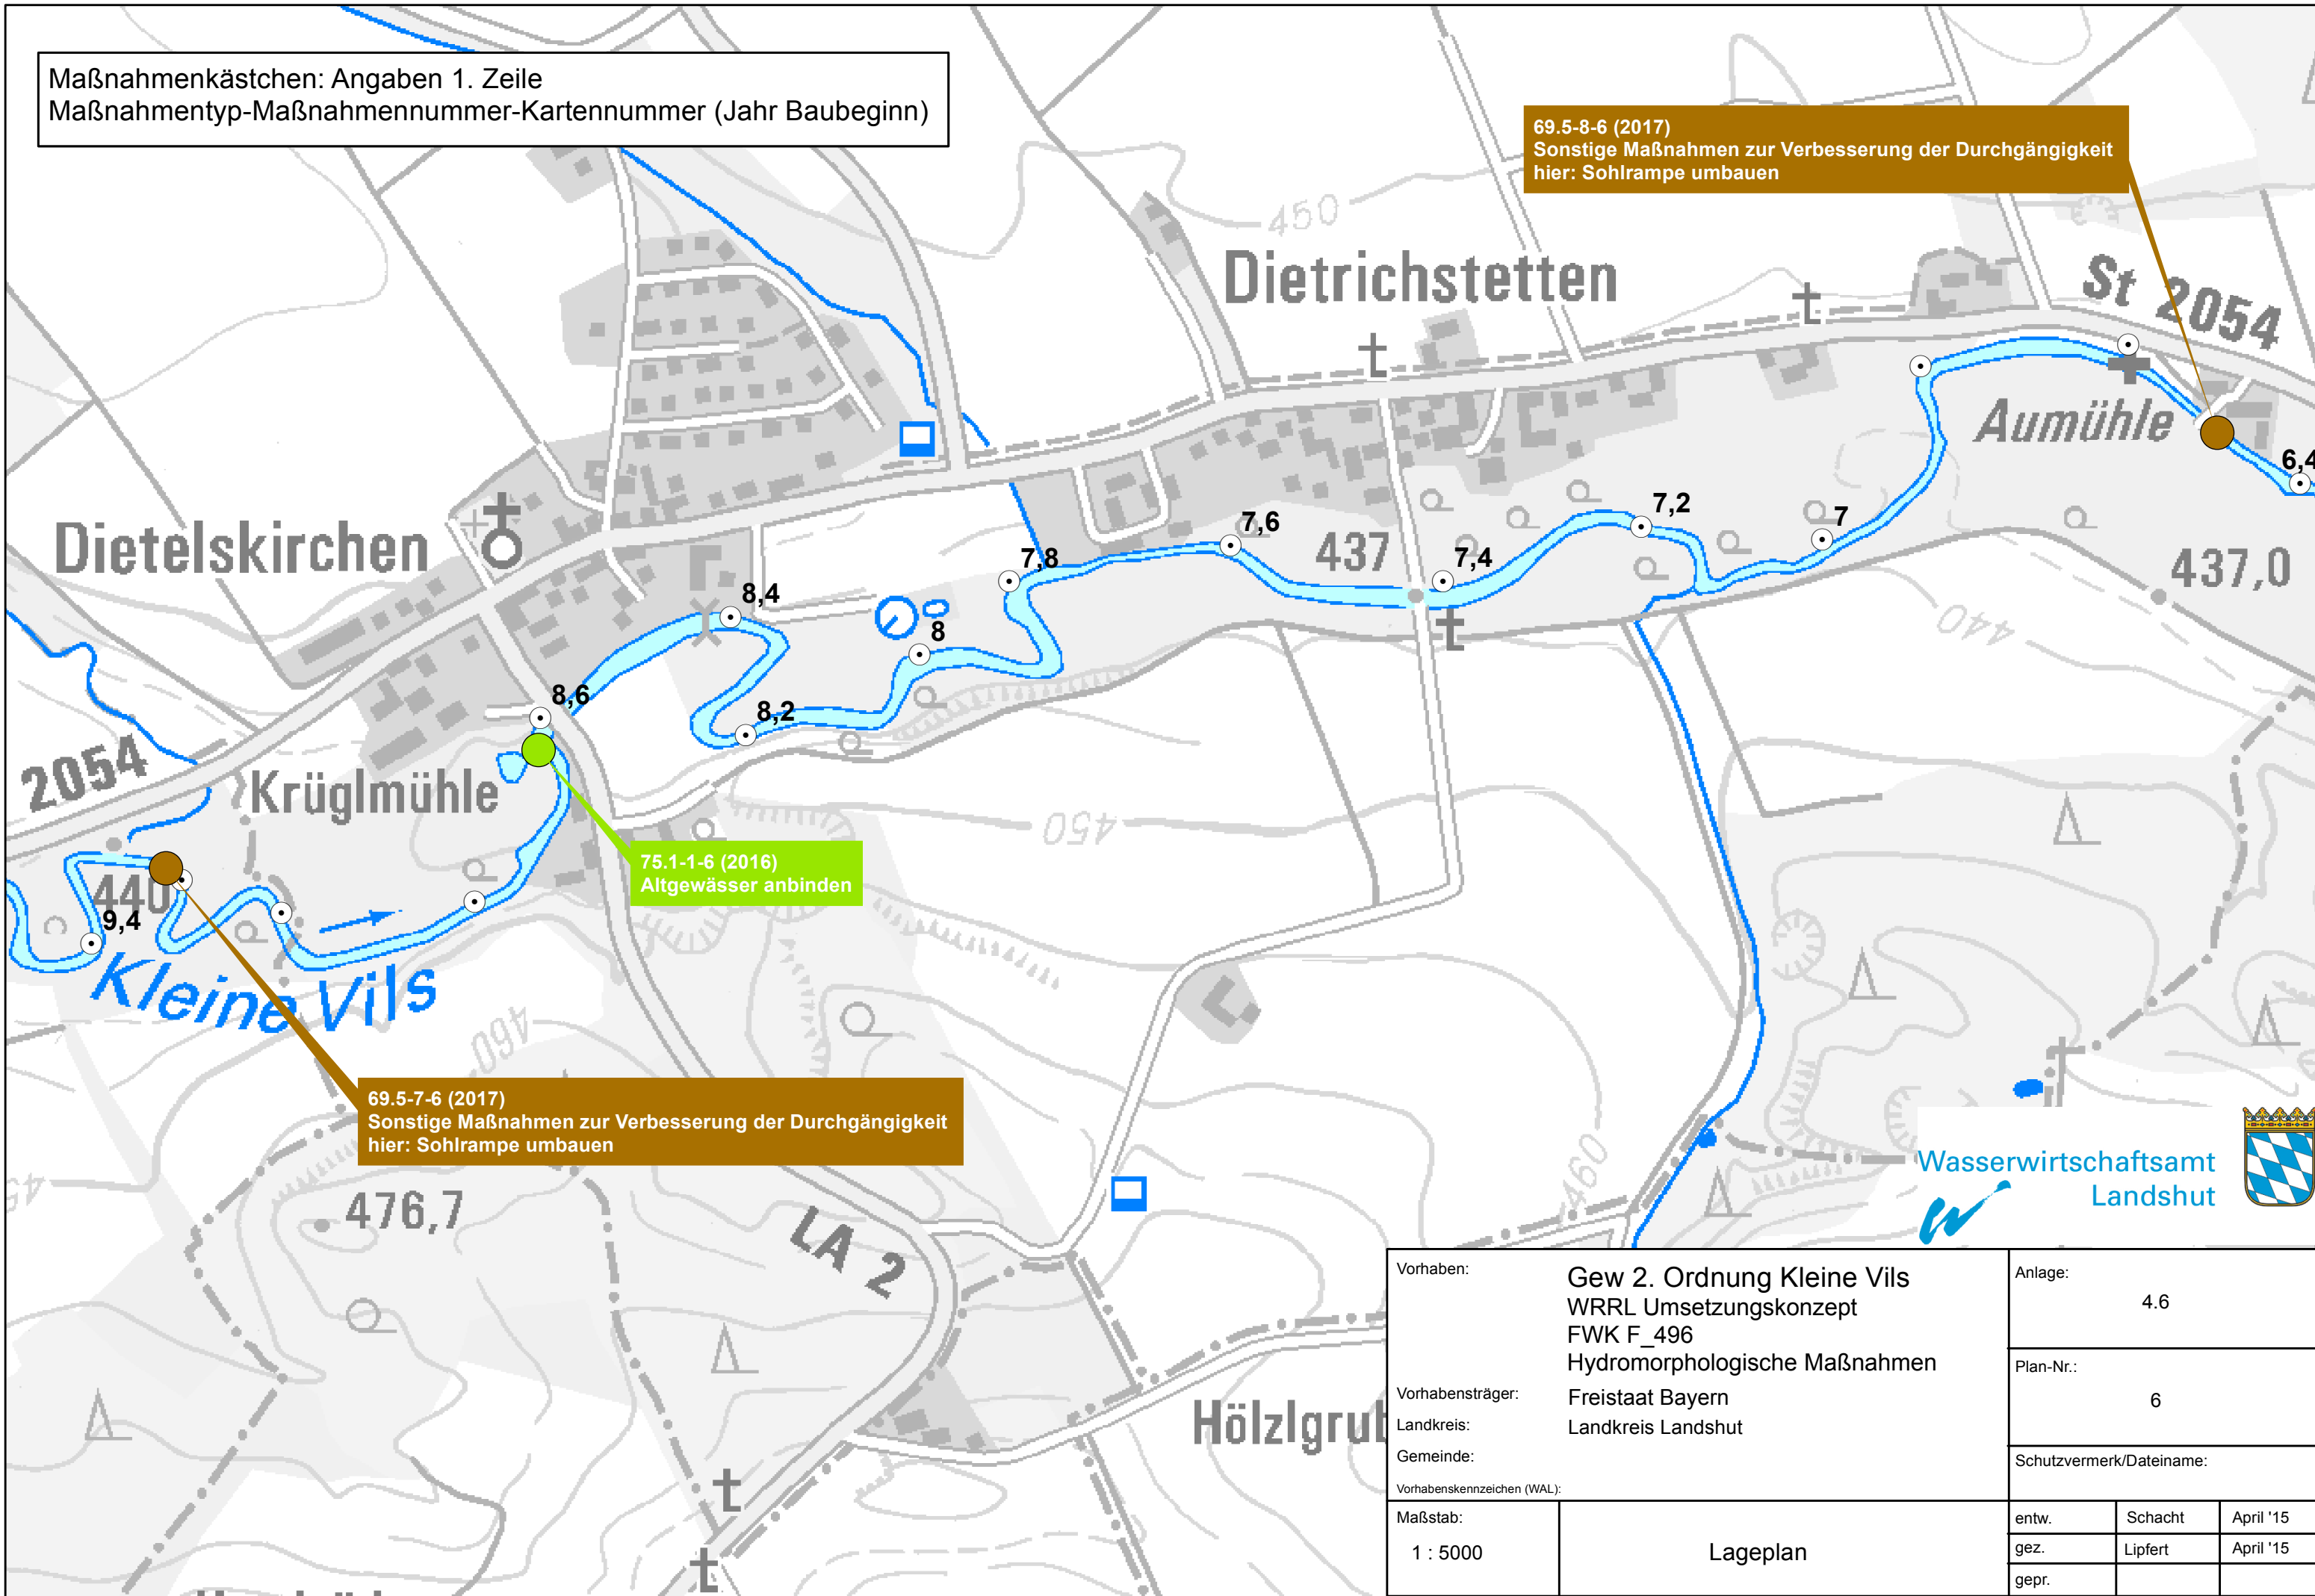 Maßnahmenkästchen: Angaben 1. Zeile
Maßnahmentyp-Maßnahmennummer-Kartennummer (Jahr Baubeginn)
69.5-8-6 (2017)
Sonstige Maßnahmen zur Verbesserung der Durchgängigkeit
hier: Sohlrampe umbauen
450
Dietrichstetten
St 2054
Aumühle
6,4
Dietelskirchen
7,6
437
7,2
7
7,8
7,4
437,0
8,4
8
440
8,6
8,2
2054
Krüglmühle
450
75.1-1-6 (2016)
Altgewässer anbinden
440
9,4
Kleine Vils
460
69.5-7-6 (2017)
Sonstige Maßnahmen zur Verbesserung der Durchgängigkeit
hier: Sohlrampe umbauen
476,7
LA 2
460
Wasserwirtschaftsamt
Landshut
Hölzlgrub
Vorhaben:
Gew 2. Ordnung Kleine Vils
WRRL Umsetzungskonzept
FWK F_496
Hydromorphologische Maßnahmen
Vorhabensträger:
Freistaat Bayern
Landkreis:
Landkreis Landshut
Gemeinde:
Vorhabenskennzeichen (WAL):
Anlage:
4.6
Plan-Nr.:
6
Schutzvermerk/Dateiname:
Maßstab:
1 : 5000
Lageplan
entw. Schacht April '15
gez. Lipfert April '15
gepr.